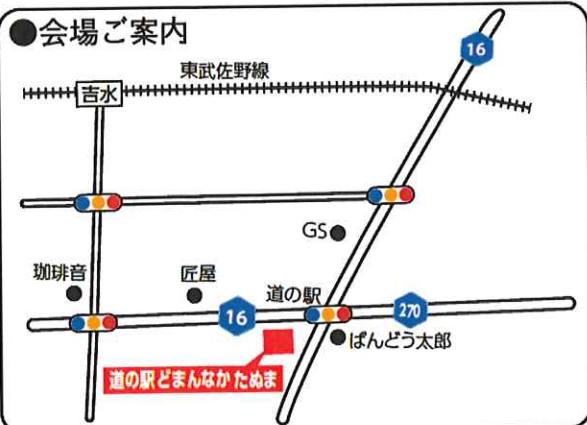 ●会場ご案内
16
東武佐野線
吉水
GS
珈琲音
匠屋
道の駅
16
270
ばんどう太郎
道の駅どまんなか たぬま